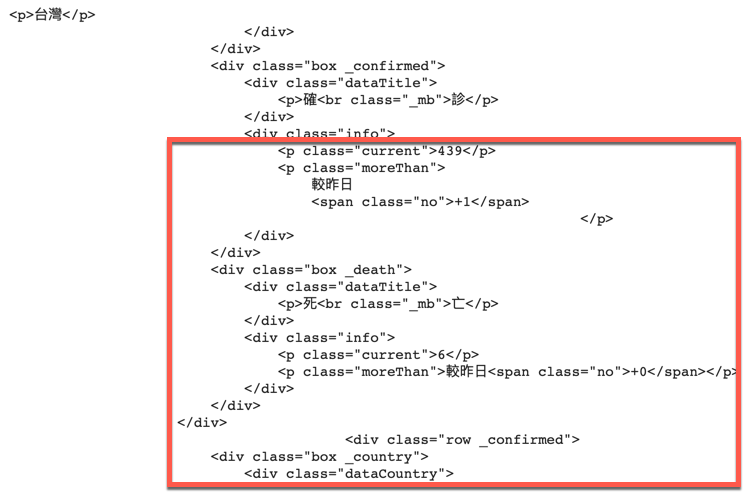 <p>台灣</p>
</div>
</div>
<div class="box _confirmed">
<div class="dataTitle">
<p>確<br class="_mb">診</p>
</div>
<div class="info">
<p class="current">439</p>
<p class="moreThan">
較昨日
<span class="no">+1</span>
</p>
</div>
</div>
<div class="box _death">
<div class="dataTitle">
<p>死<br class="_mb">亡</p>
</div>
<div class="info">
<p class="current">6</p>
<p class="moreThan">較昨日<span class="no">+0</span></p>
</div>
</div>
</div>
<div class="row _confirmed">
<div class="box _country">
<div class="dataCountry">